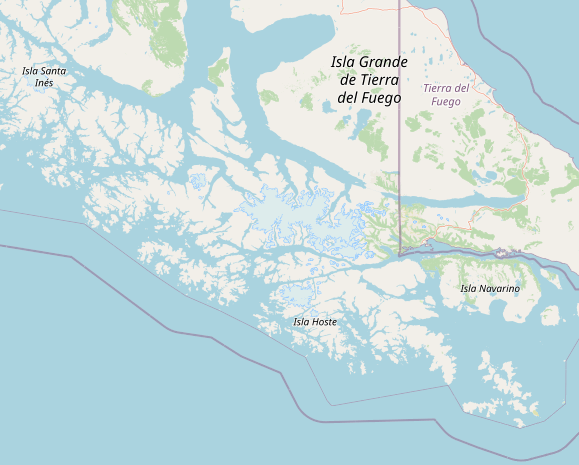 Isla Grande
de Tierra
del Fuego
Isla Santa
Inés
Tierra del
Fuego
Isla Navarino
Isla Hoste